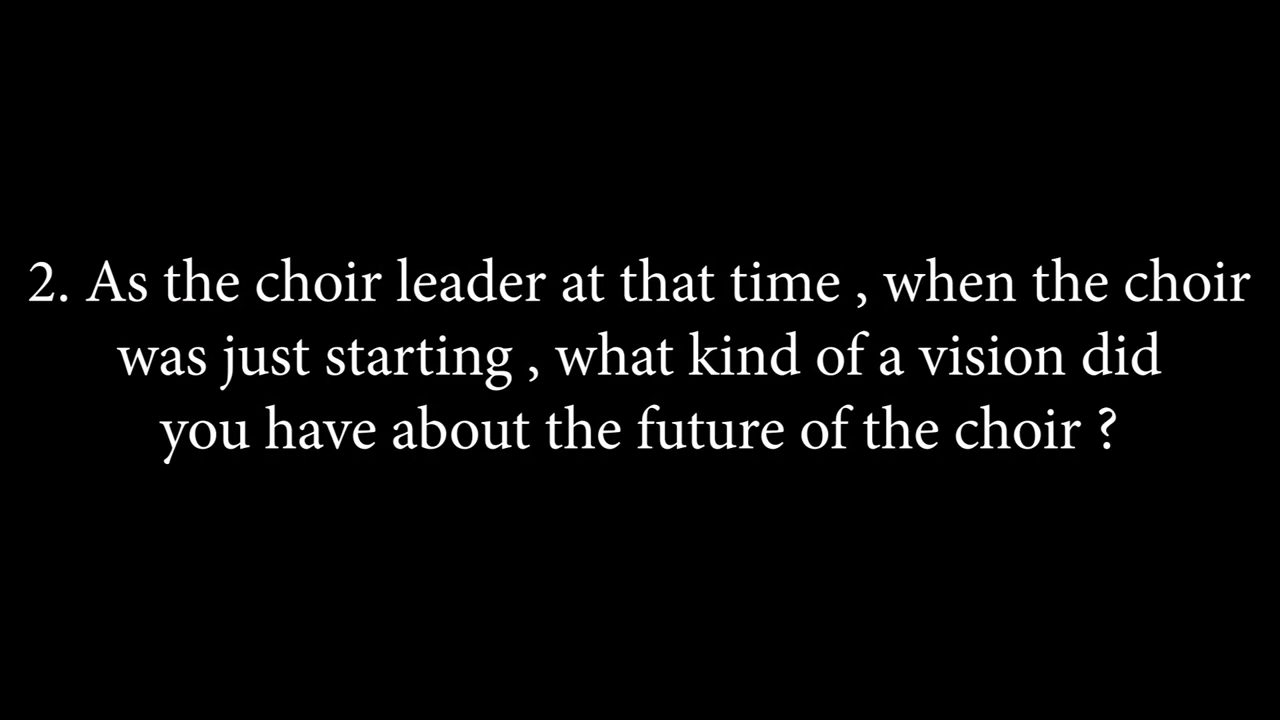 2. As the choir leader at that time , when the choir
was just starting , what kind of a vision did
you have about the future of the choir ?